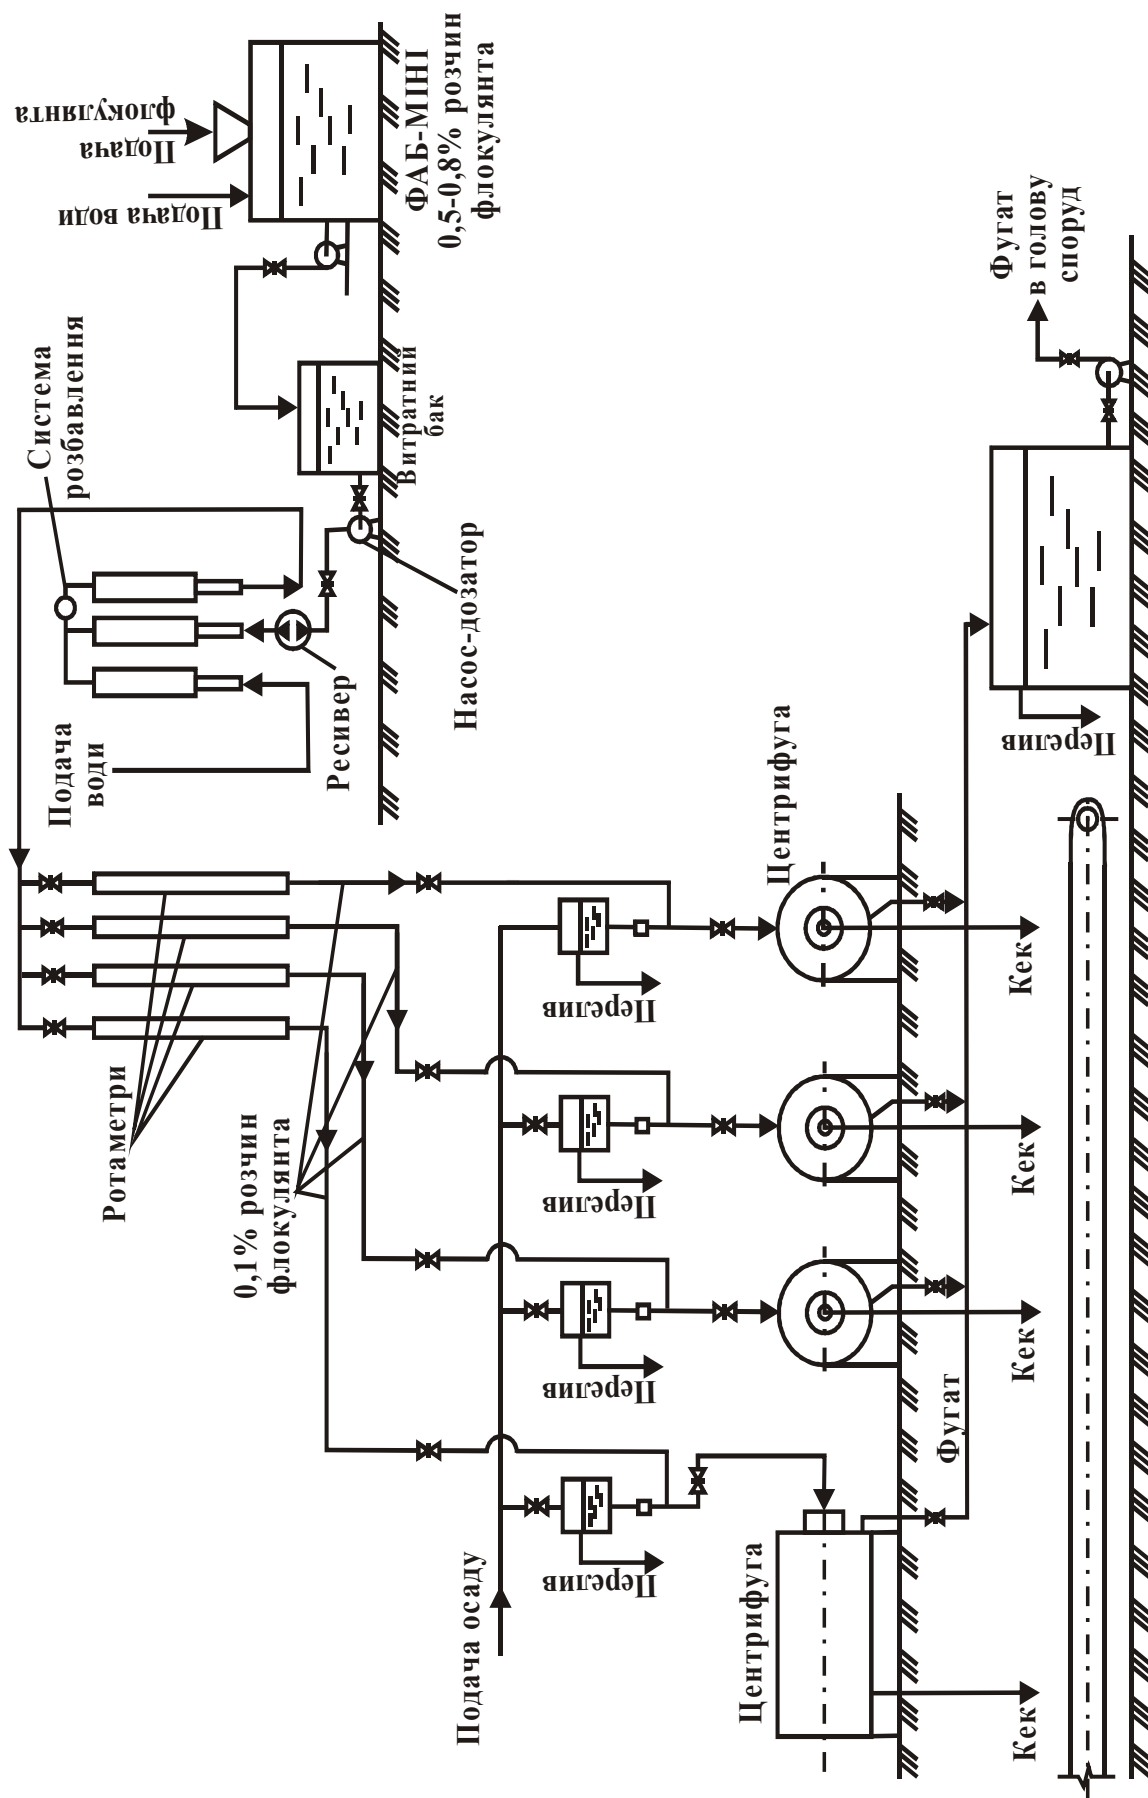 Подача
флокулянта
Подача води
ФАБ-МІНІ
0,5-0,8% розчин
флокулянта
Витратний
бак
Система
розбавлення
Насос-дозатор
Ресивер
Подача
води
Ротаметри
0,1% розчин
флокулянта
Подача осаду
Перелив
Перелив
Перелив
Перелив
Центрифуга
Центрифуга
Фугат
Кек
Кек
Кек
Кек
Перелив
Фугат
в голову
споруд